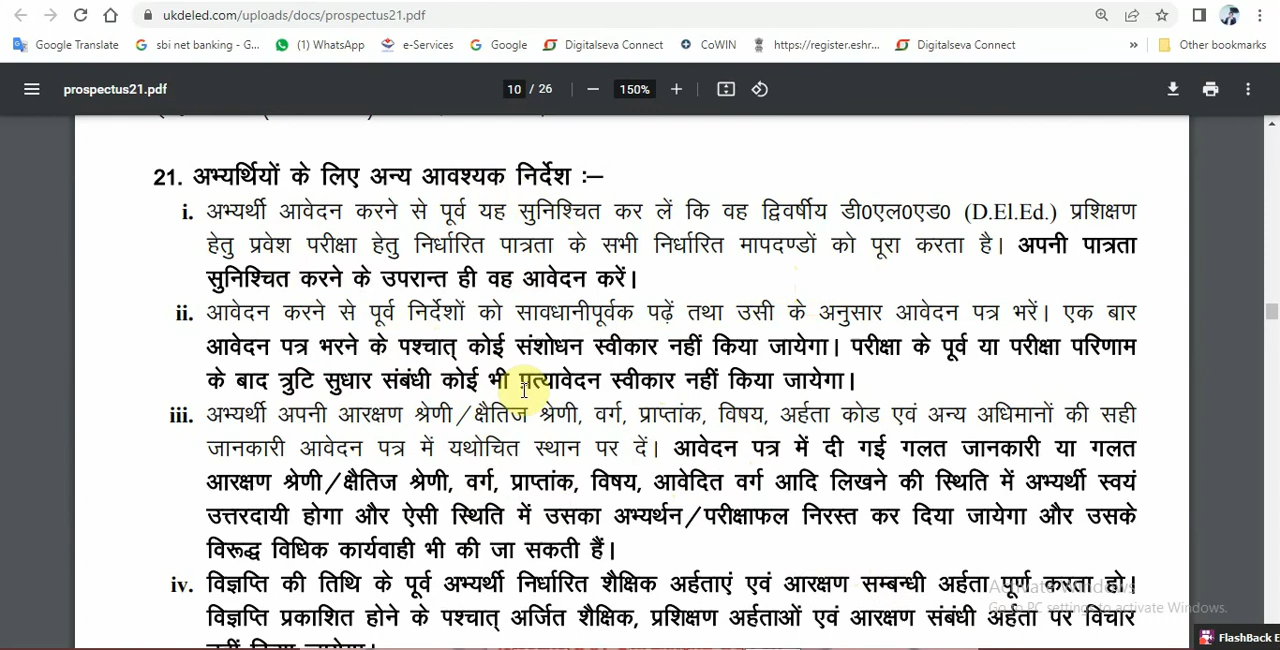 ukdeled.com/uploads/docs/prospectus21.pdf
Google Translate sbi net banking - G... (1) WhatsApp e-Services Google Digitalseva Connect CoWIN https://register.eshr... Digitalseva Connect » Other bookmarks
prospectus21.pdf 10 / 26 150%
21. अभ्यर्थियों के लिए अन्य आवश्यक निर्देश :–
i. अभ्यर्थी आवेदन करने से पूर्व यह सुनिश्चित कर लें कि वह द्विवर्षीय डी0एल0एड0 (D.El.Ed.) प्रशिक्षण
हेतु प्रवेश परीक्षा हेतु निर्धारित पात्रता के सभी निर्धारित मापदण्डों को पूरा करता है। अपनी पात्रता
सुनिश्चित करने के उपरान्त ही वह आवेदन करें।
ii. आवेदन करने से पूर्व निर्देशों को सावधानीपूर्वक पढ़ें तथा उसी के अनुसार आवेदन पत्र भरें। एक बार
आवेदन पत्र भरने के पश्चात् कोई संशोधन स्वीकार नहीं किया जायेगा। परीक्षा के पूर्व या परीक्षा परिणाम
के बाद त्रुटि सुधार संबंधी कोई भी प्रत्यावेदन स्वीकार नहीं किया जायेगा।
iii. अभ्यर्थी अपनी आरक्षण श्रेणी/क्षैतिज श्रेणी, वर्ग, प्राप्तांक, विषय, अर्हता कोड एवं अन्य अधिमानों की सही
जानकारी आवेदन पत्र में यथोचित स्थान पर दें। आवेदन पत्र में दी गई गलत जानकारी या गलत
आरक्षण श्रेणी/क्षैतिज श्रेणी, वर्ग, प्राप्तांक, विषय, आवेदित वर्ग आदि लिखने की स्थिति में अभ्यर्थी स्वयं
उत्तरदायी होगा और ऐसी स्थिति में उसका अभ्यर्थन/परीक्षाफल निरस्त कर दिया जायेगा और उसके
विरूद्ध विधिक कार्यवाही भी की जा सकती हैं।
iv. विज्ञप्ति की तिथि के पूर्व अभ्यर्थी निर्धारित शैक्षिक अर्हताएं एवं आरक्षण सम्बन्धी अर्हता पूर्ण करता हो।
विज्ञप्ति प्रकाशित होने के पश्चात् अर्जित शैक्षिक, प्रशिक्षण अर्हताओं एवं आरक्षण संबंधी अर्हता पर विचार
Activate Windows
Go to PC settings to activate Windows.
FlashBack E